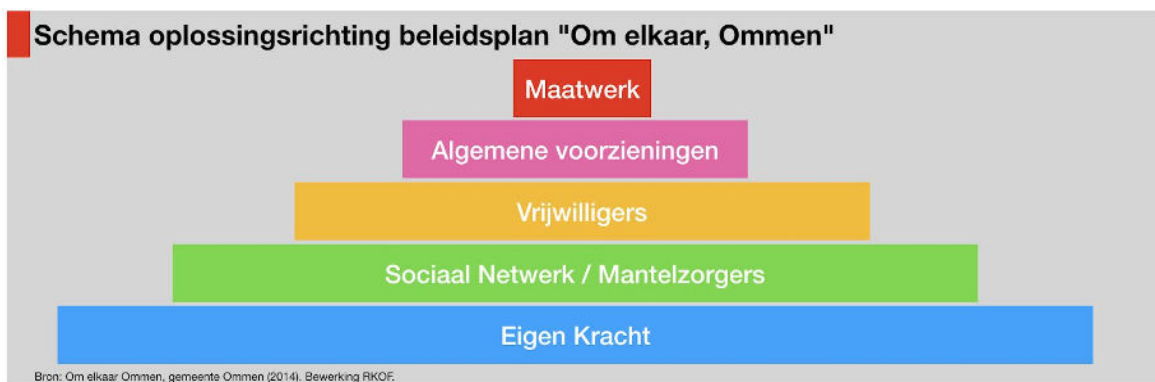 Schema oplossingsrichting beleidsplan "Om elkaar, Ommen"
Maatwerk
Algemene voorzieningen
Vrijwilligers
Sociaal Netwerk / Mantelzorgers
Eigen Kracht
Bron: Om elkaar Ommen, gemeente Ommen (2014). Bewerking RKOF.